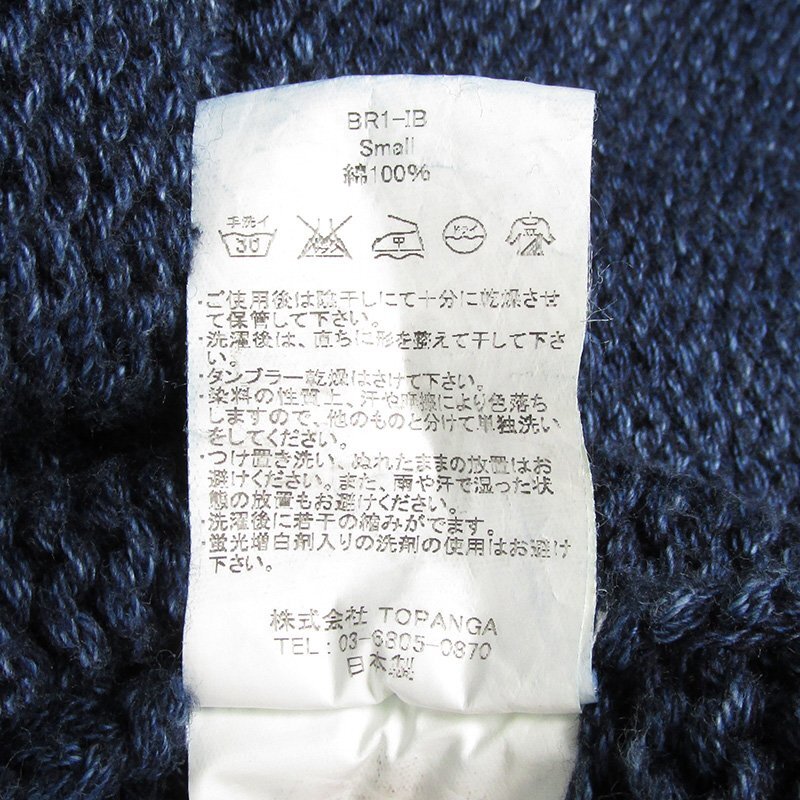 BR1-IB
Small
綿100%
手洗イ
30
ドライ
・ご使用後は陰干しにて十分に乾燥させ
て保管して下さい。
・洗濯後は、直ちに形を整えて干して下さ
い。
・タンブラー乾燥はさけて下さい。
・染料の性質上、汗や摩擦により色落ち
しますので、他のものと分けて単独洗い
をしてください。
・つけ置き洗い、ぬれたままの放置はお
避けください。また、雨や汗で湿った状
態の放置もお避けください。
・洗濯後に若干の縮みがでます。
・蛍光増白剤入りの洗剤の使用はお避け
下さい。
株式会社 TOPANGA
TEL:03-6805-0870
日本製